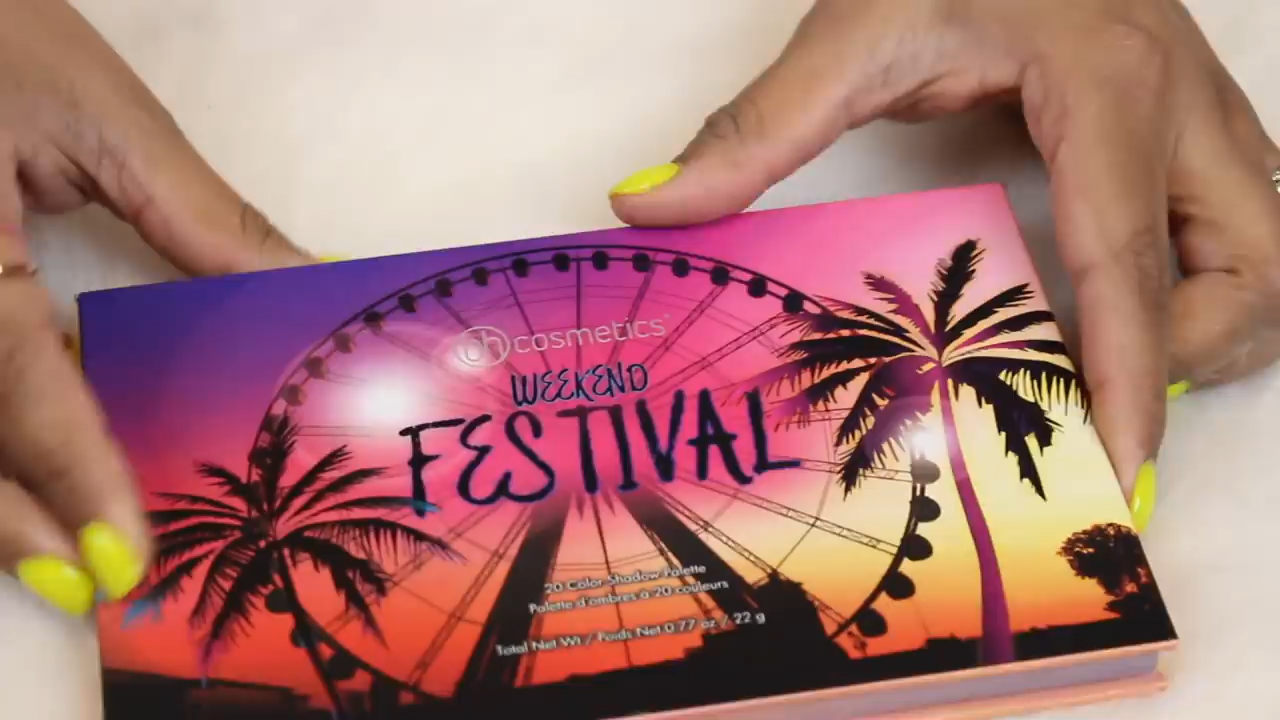 bh cosmetics®
WEEKEND
FESTIVAL
20 Color Shadow Palette
Palette d'ombres à 20 couleurs
Total Net Wt / Poids Net 0.77 oz / 22 g